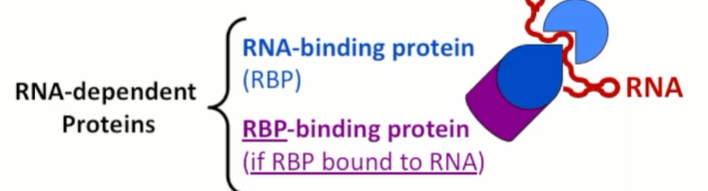 RNA-dependent
Proteins
RNA-binding protein
(RBP)
RBP-binding protein
(if RBP bound to RNA)
RNA